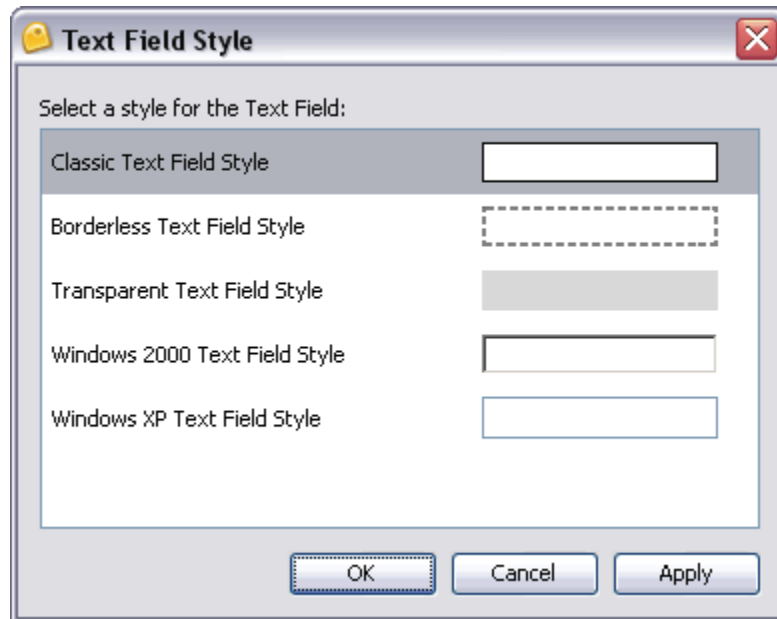 Text Field Style
Select a style for the Text Field:
Classic Text Field Style
Borderless Text Field Style
Transparent Text Field Style
Windows 2000 Text Field Style
Windows XP Text Field Style
OK Cancel Apply